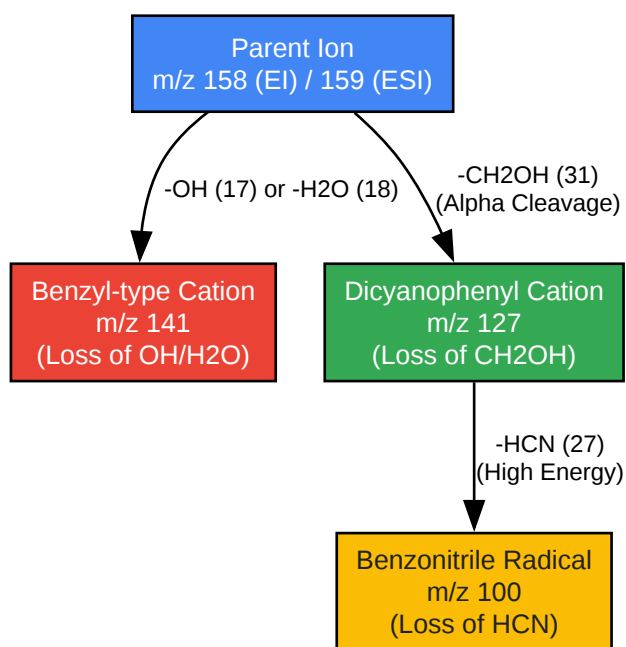 Parent Ion
m/z 158 (EI) / 159 (ESI)
-OH (17) or -H2O (18)
-CH2OH (31)
(Alpha Cleavage)
Benzyl-type Cation
m/z 141
(Loss of OH/H2O)
Dicyanophenyl Cation
m/z 127
(Loss of CH2OH)
-HCN (27)
(High Energy)
Benzonitrile Radical
m/z 100
(Loss of HCN)